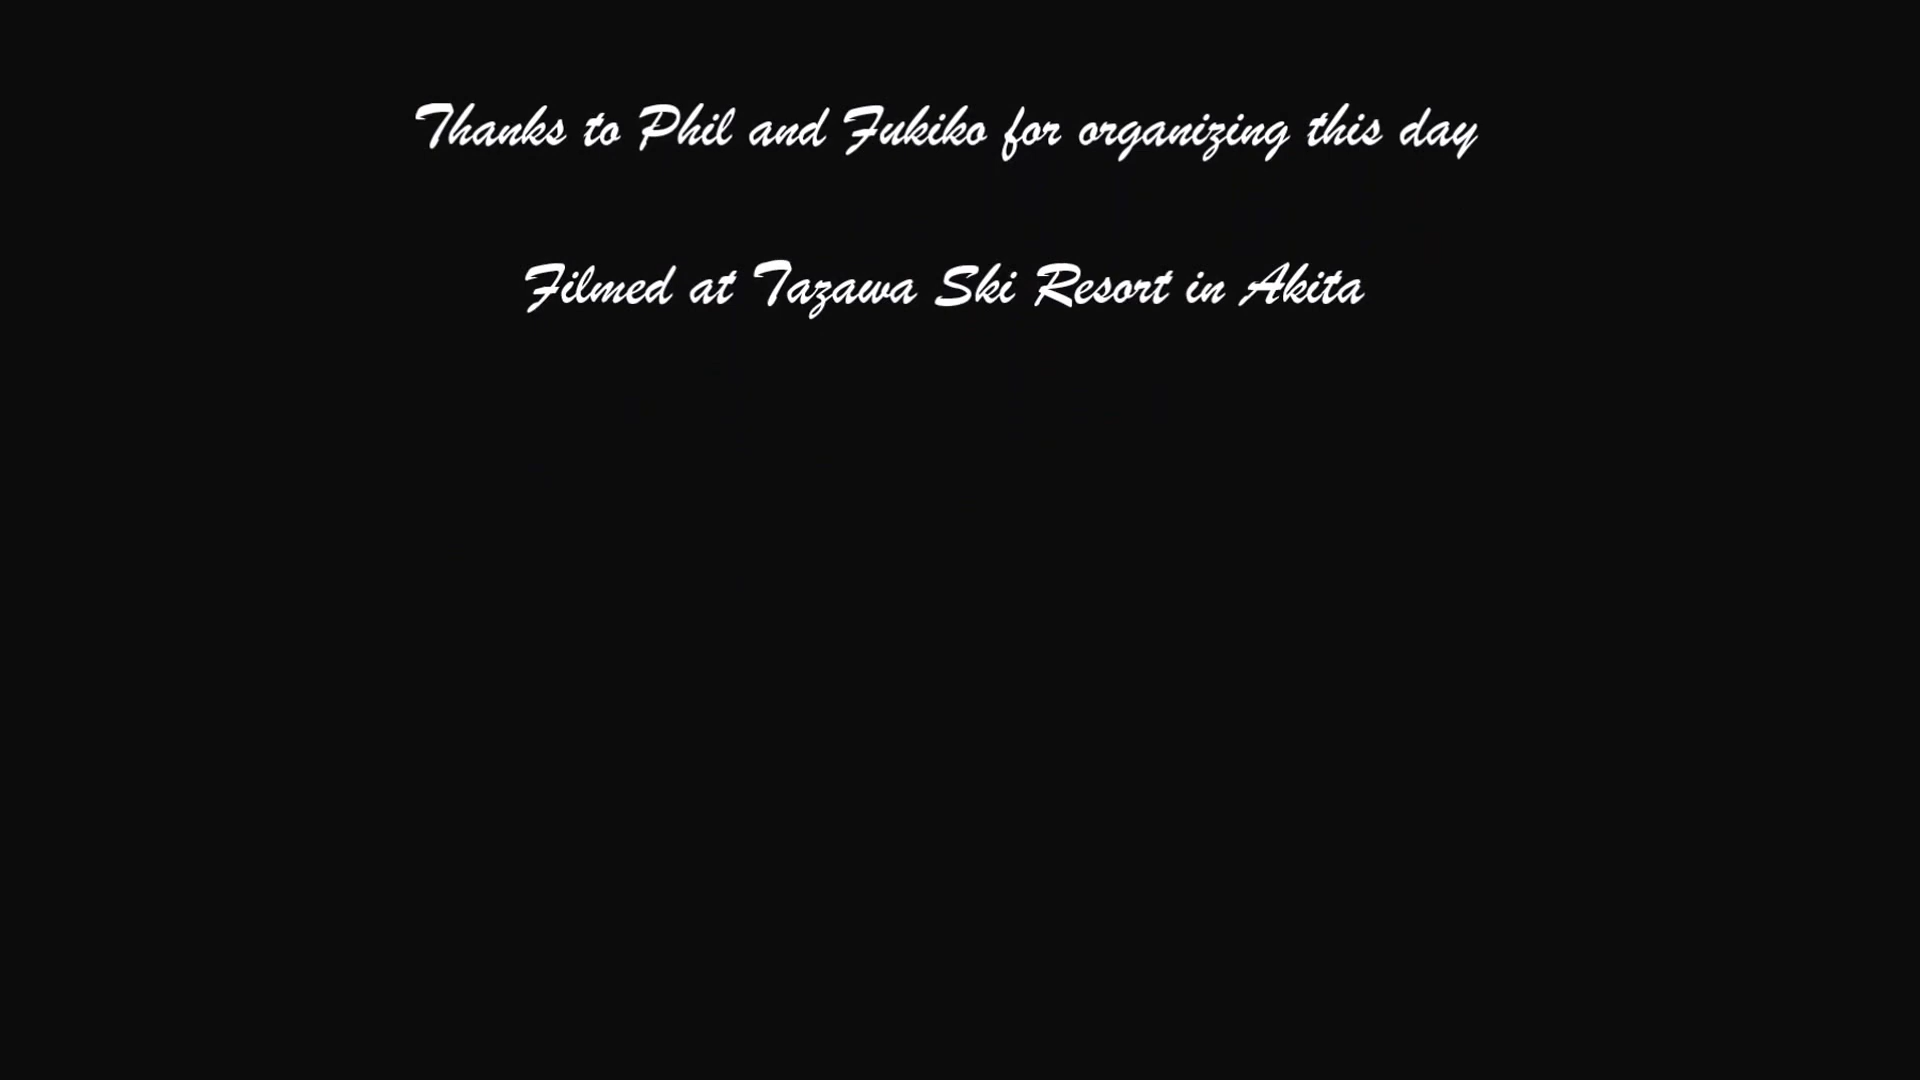 Thanks to Phil and Fukiko for organizing this day
Filmed at Tazawa Ski Resort in Akita